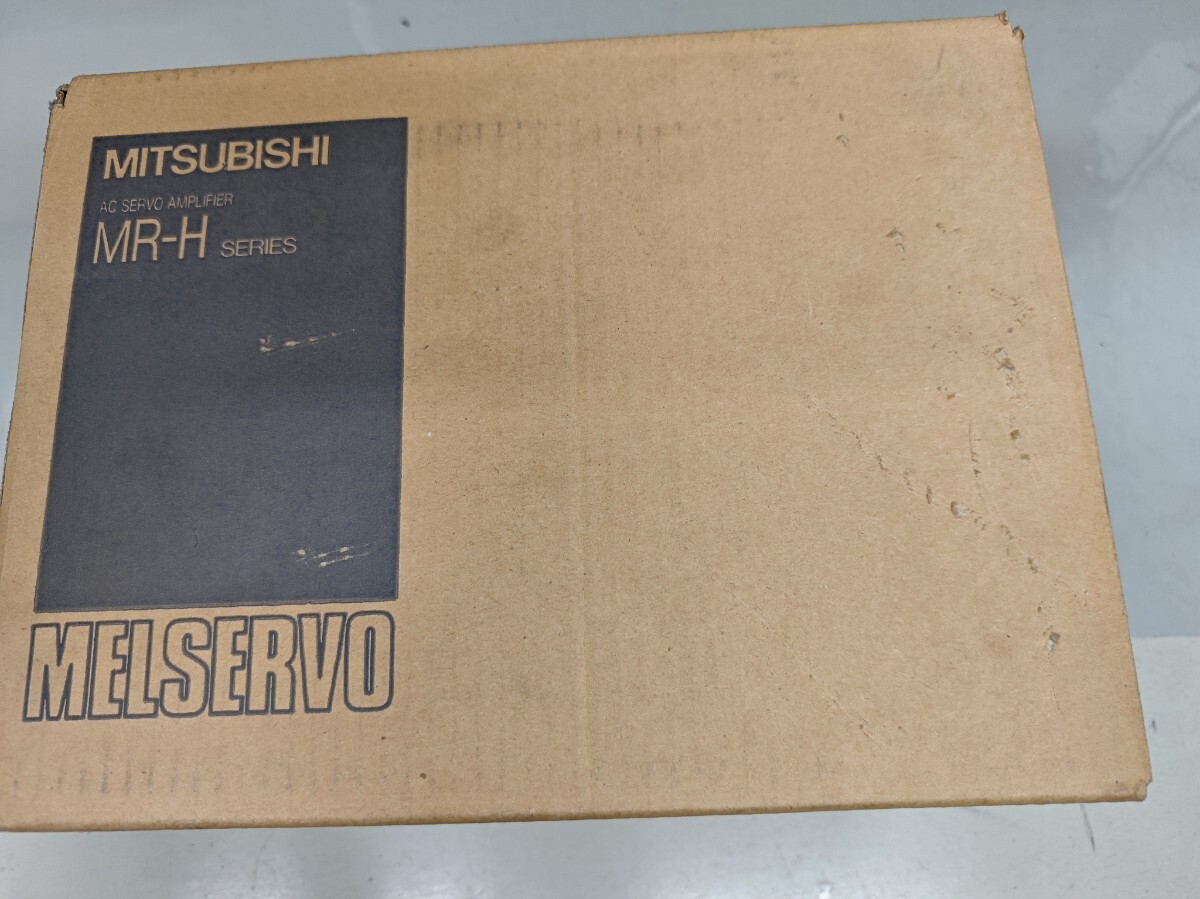 MITSUBISHI
AC SERVO AMPLIFIER
MR-H SERIES
MELSERVO